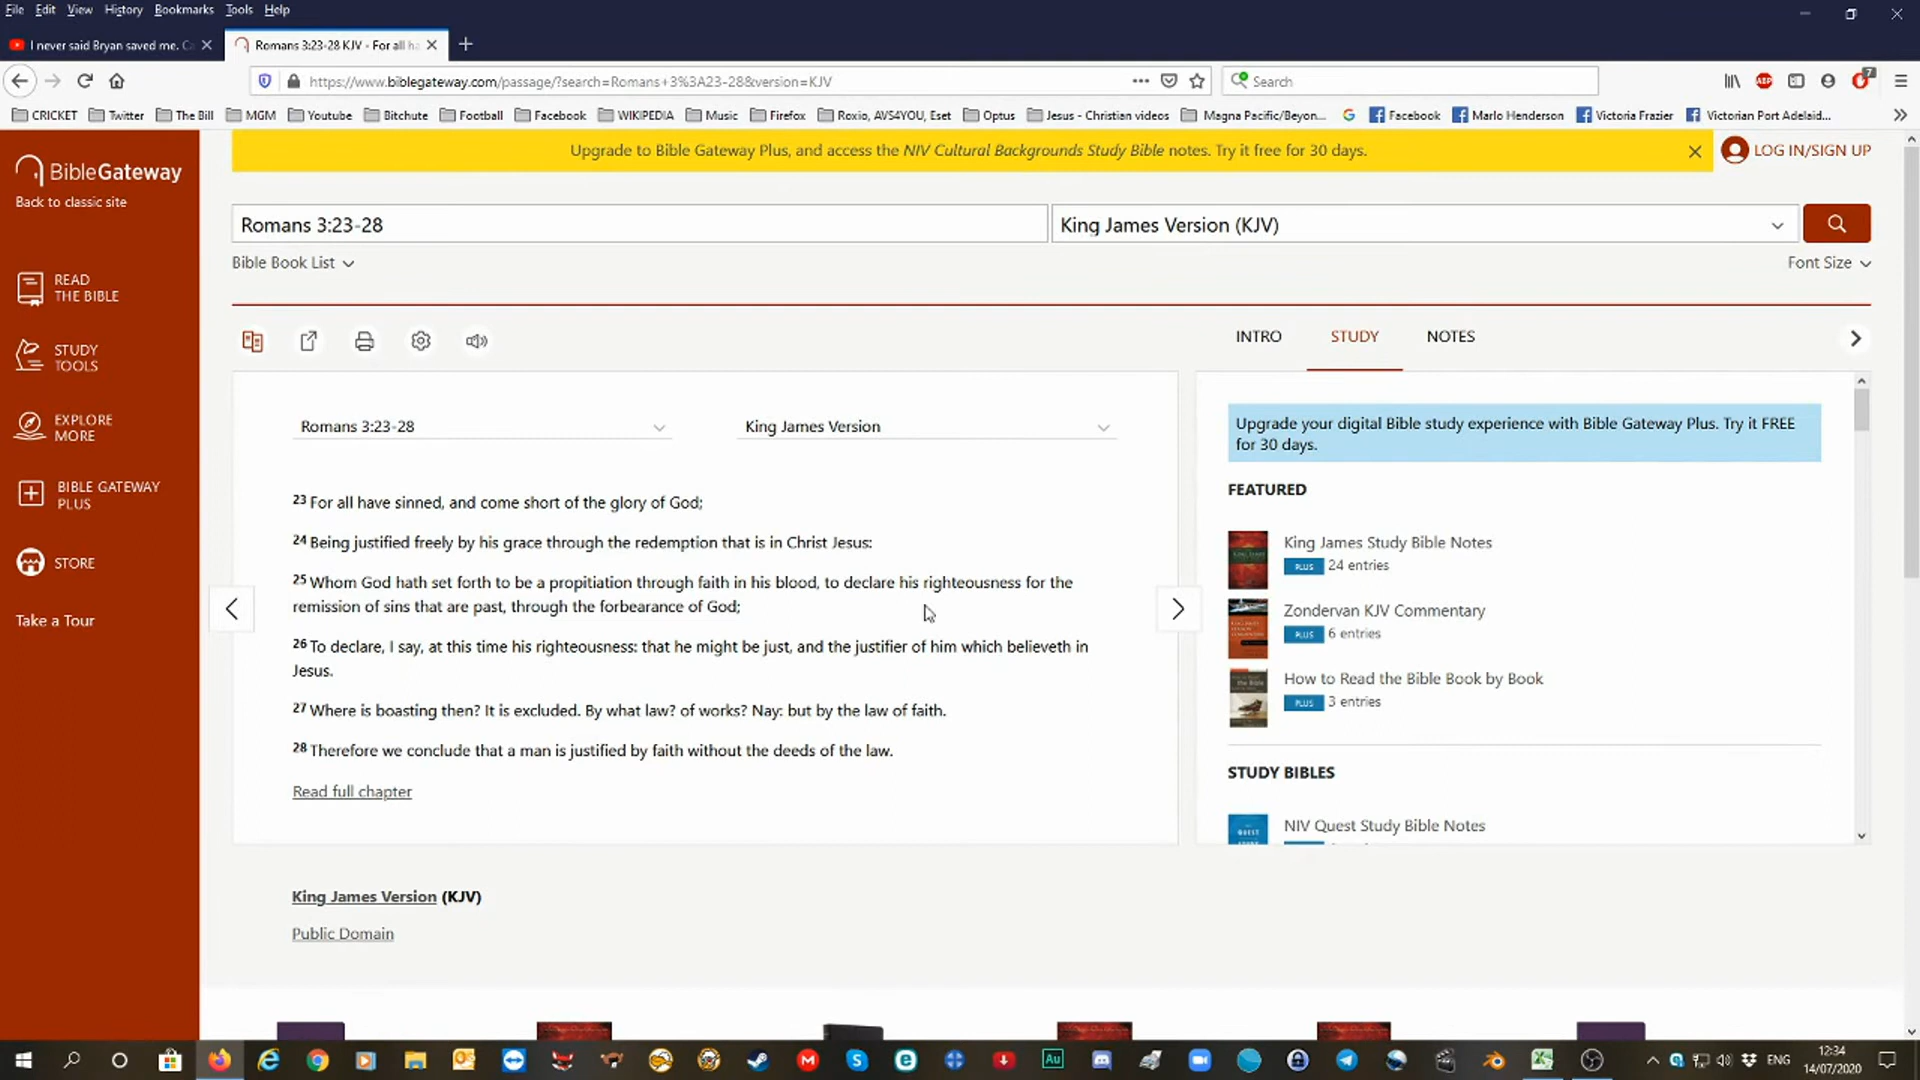 File Edit View History Bookmarks Tools Help
I never said Bryan saved me. Ca
Romans 3:23-28 KJV - For all ha
https://www.biblegateway.com/passage/?search=Romans+3%3A23-28&version=KJV
Search
7
CRICKET Twitter The Bill MGM Youtube Bitchute Football Facebook WIKIPEDIA Music Firefox Roxio, AVS4YOU, Eset Optus Jesus - Christian videos Magna Pacific/Beyon... Facebook Marlo Henderson Victoria Frazier Victorian Port Adelaid...
Upgrade to Bible Gateway Plus, and access the NIV Cultural Backgrounds Study Bible notes. Try it free for 30 days.
LOG IN/SIGN UP
BibleGateway
Back to classic site
Romans 3:23-28
King James Version (KJV)
Bible Book List
Font Size
READ
THE BIBLE
STUDY
TOOLS
EXPLORE
MORE
BIBLE GATEWAY
PLUS
STORE
Take a Tour
INTRO STUDY NOTES
Romans 3:23-28
King James Version
23 For all have sinned, and come short of the glory of God;
24 Being justified freely by his grace through the redemption that is in Christ Jesus:
25 Whom God hath set forth to be a propitiation through faith in his blood, to declare his righteousness for the
remission of sins that are past, through the forbearance of God;
26 To declare, I say, at this time his righteousness: that he might be just, and the justifier of him which believeth in
Jesus.
27 Where is boasting then? It is excluded. By what law? of works? Nay: but by the law of faith.
28 Therefore we conclude that a man is justified by faith without the deeds of the law.
Read full chapter
Upgrade your digital Bible study experience with Bible Gateway Plus. Try it FREE
for 30 days.
FEATURED
King James Study Bible Notes
PLUS 24 entries
Zondervan KJV Commentary
PLUS 6 entries
How to Read the Bible Book by Book
PLUS 3 entries
STUDY BIBLES
NIV Quest Study Bible Notes
King James Version (KJV)
Public Domain
ENG
12:34
14/07/2020